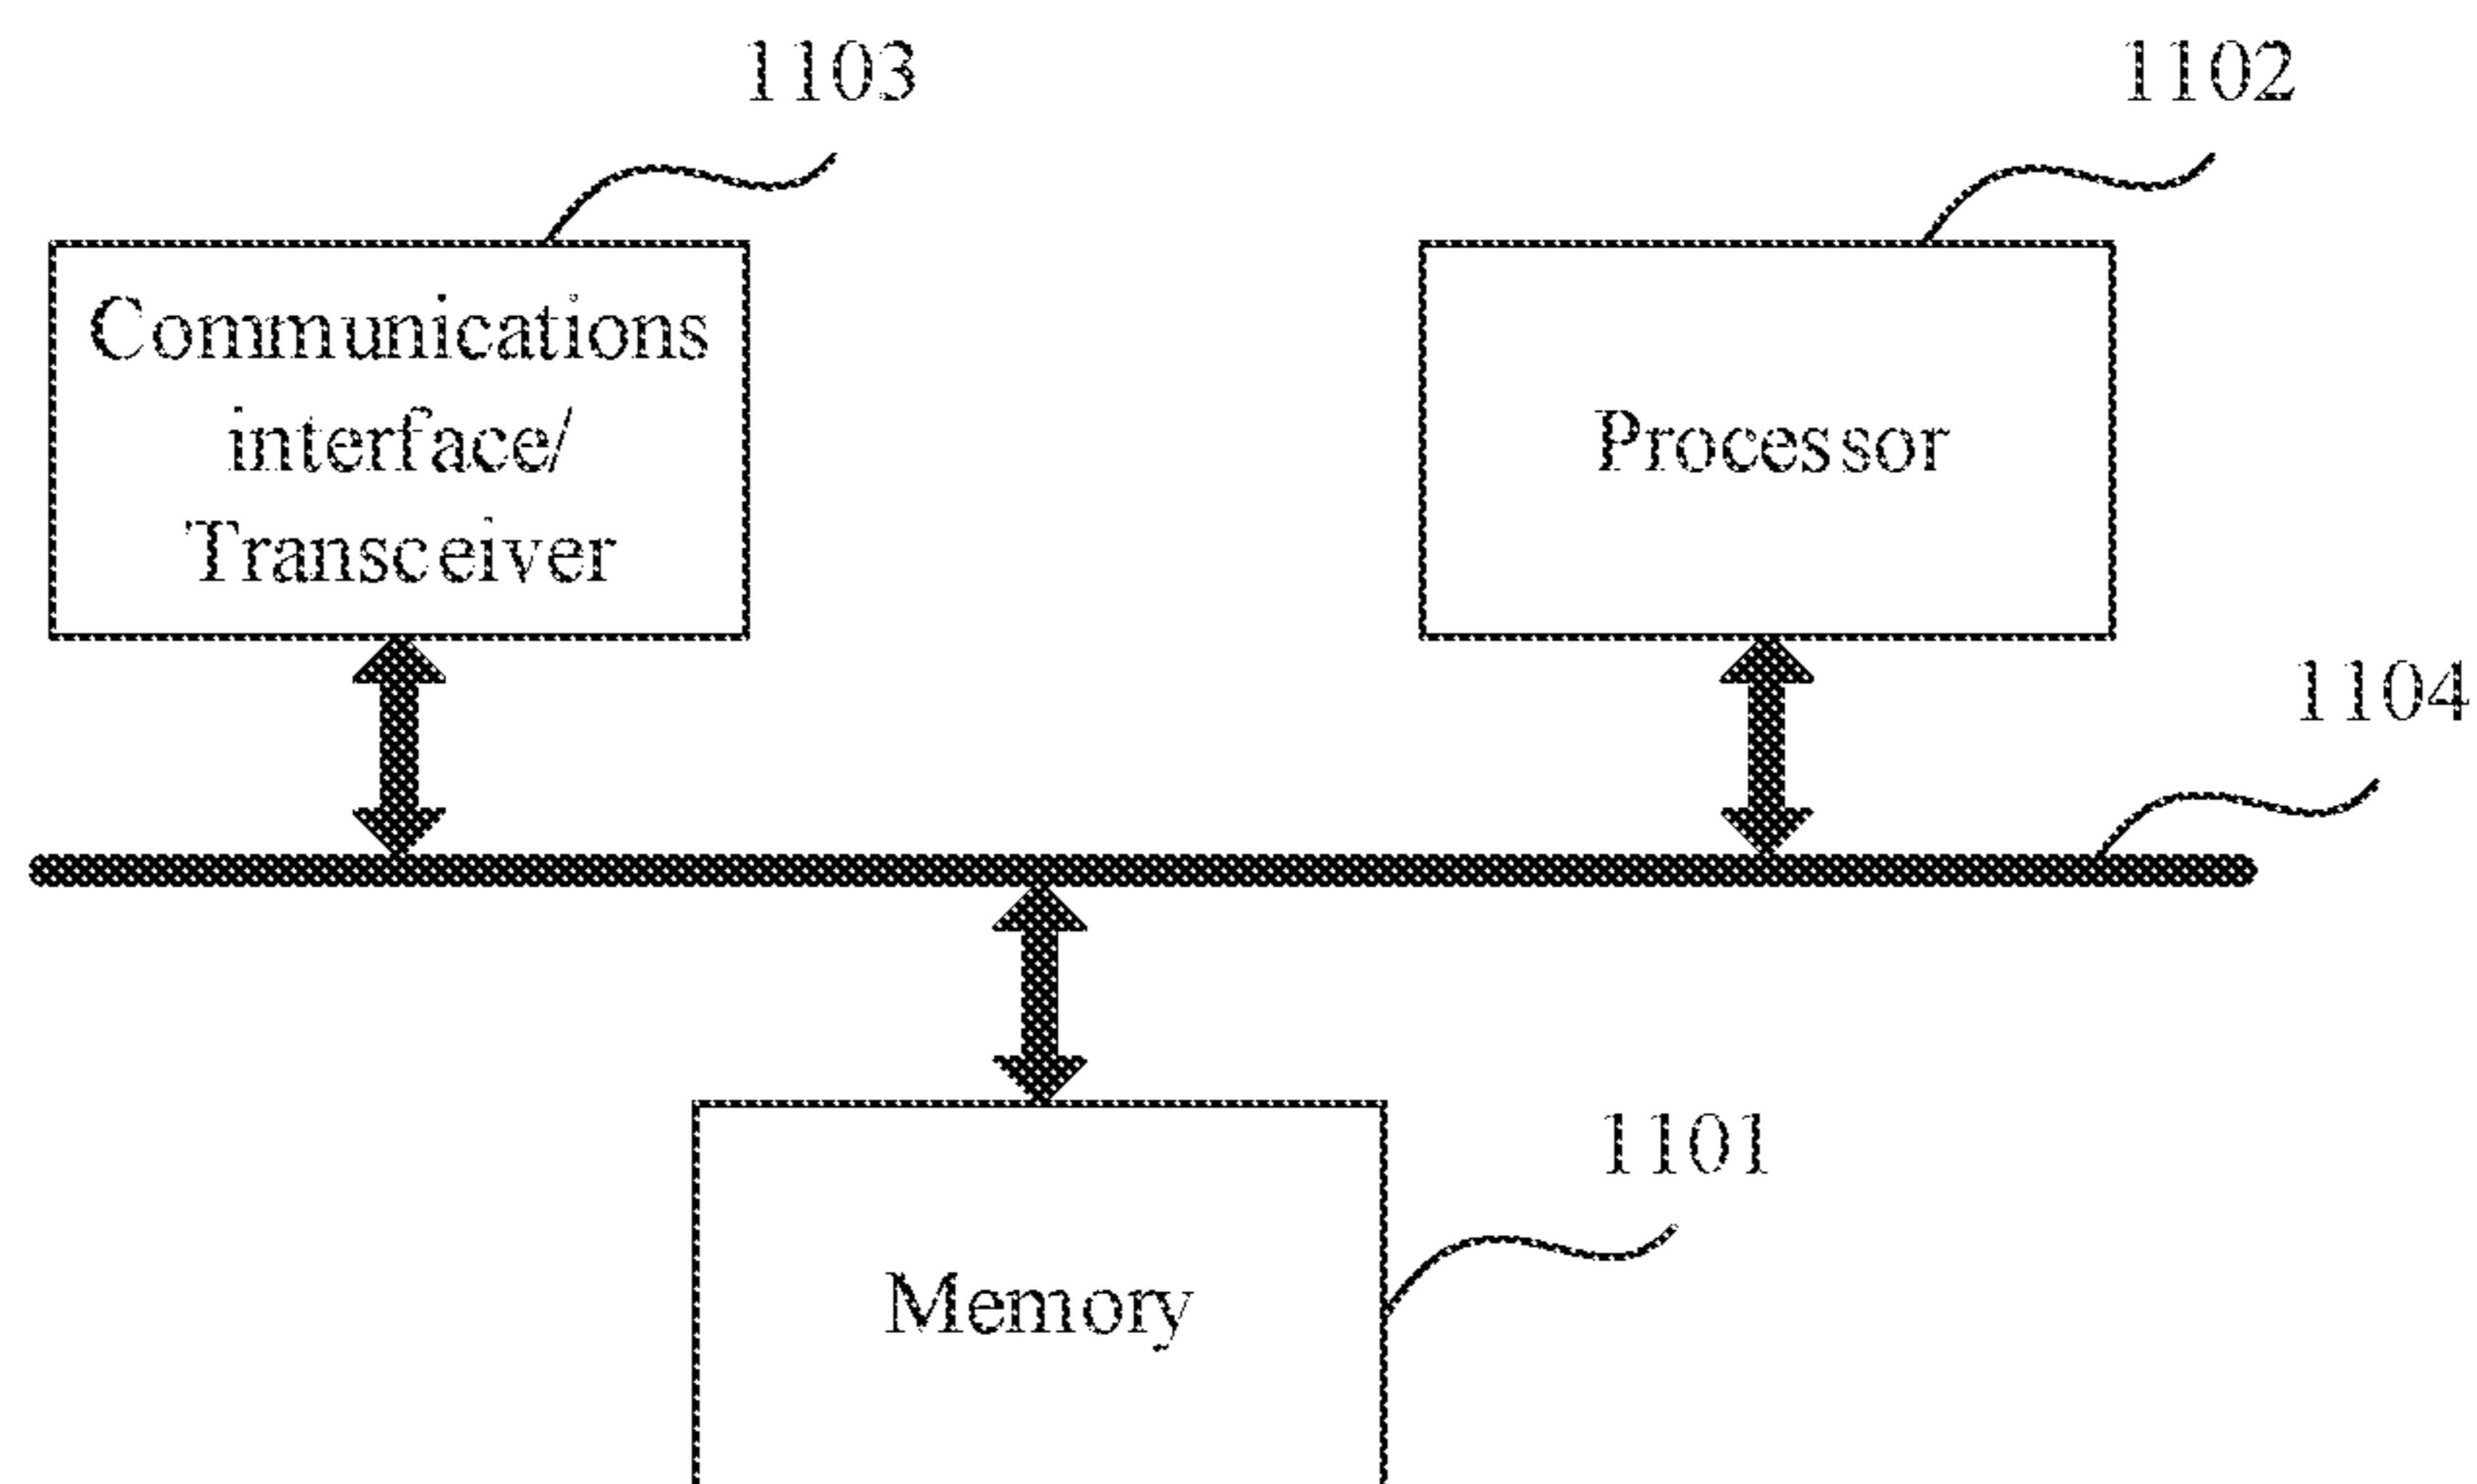 1103
1102
Communications
interface/
Transceiver
Processor
1104
1101
Memory